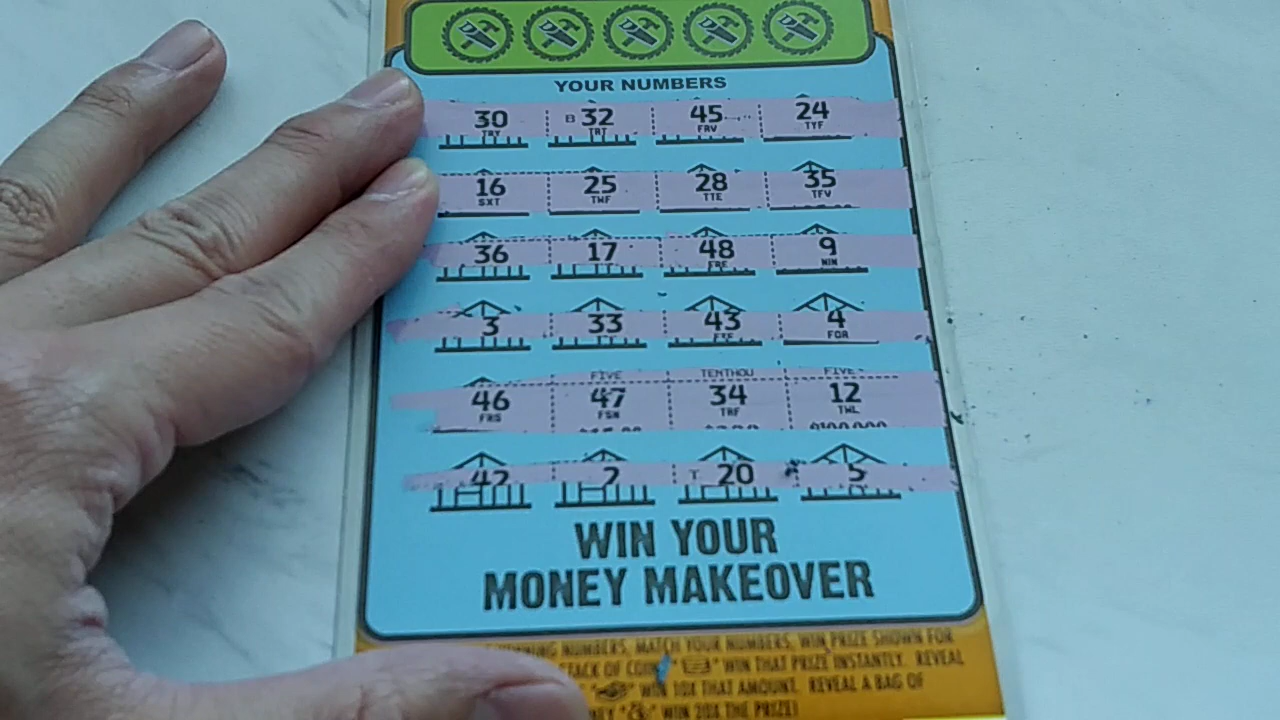 YOUR NUMBERS
30 32 45 24
TRY TRT FRV TYF
16 25 28 35
SXT TWF TTE TFV
36 17 48 9
FRE NIN
3 33 43 4
FOR
FIVE TENTHOU FIVE
46 47 34 12
FRS FSN TRF TWL
42 2 20 5
WIN YOUR
MONEY MAKEOVER
NUMBERS, MATCH YOUR NUMBERS, WIN PRIZE SHOWN FOR
STACK OF " WIN THAT PRIZE INSTANTLY. REVEAL
" WIN 10X THAT AMOUNT. REVEAL A BAG OF
" WIN 20X THE PRIZE!